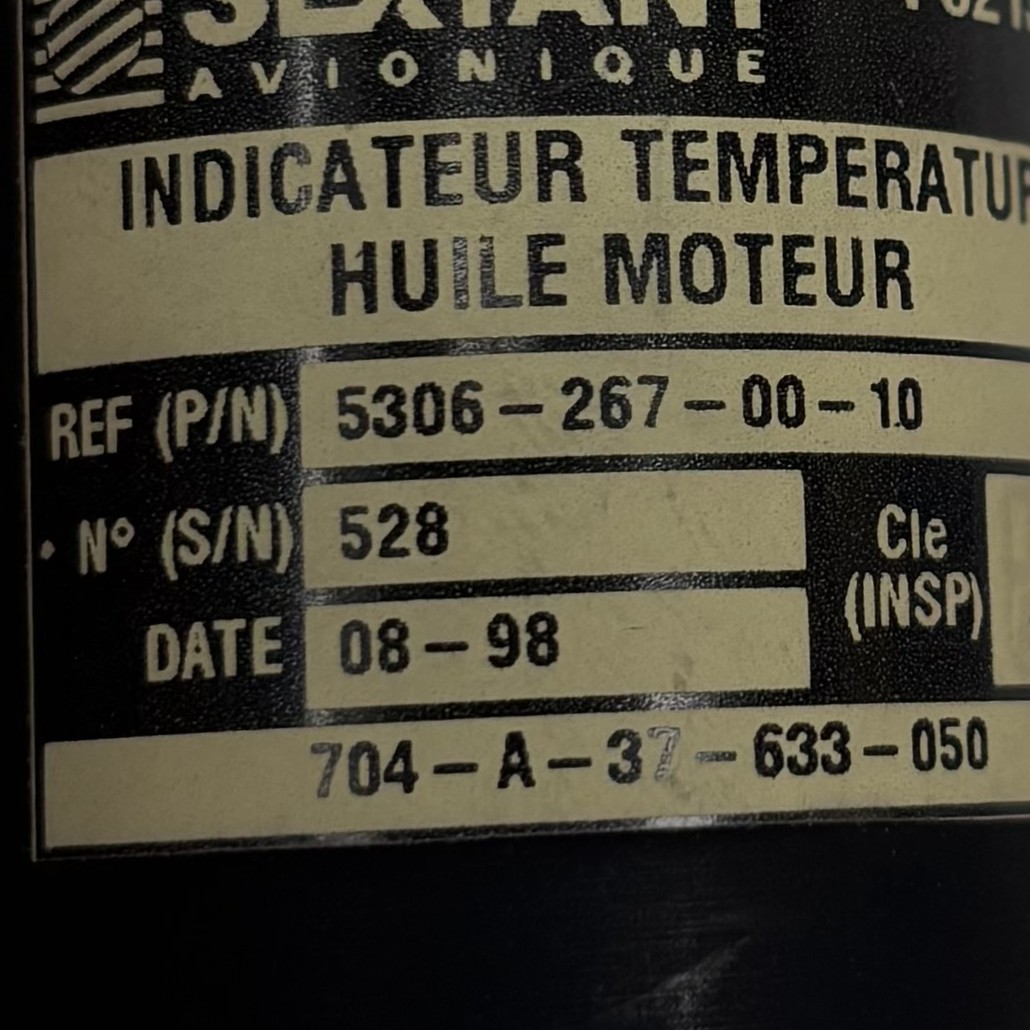 SEXTANT
AVIONIQUE
INDICATEUR TEMPERATUR
HUILE MOTEUR
REF (P/N) 5306-267-00-10
N° (S/N) 528
Cle
(INSP)
DATE 08-98
704-A-37-633-050